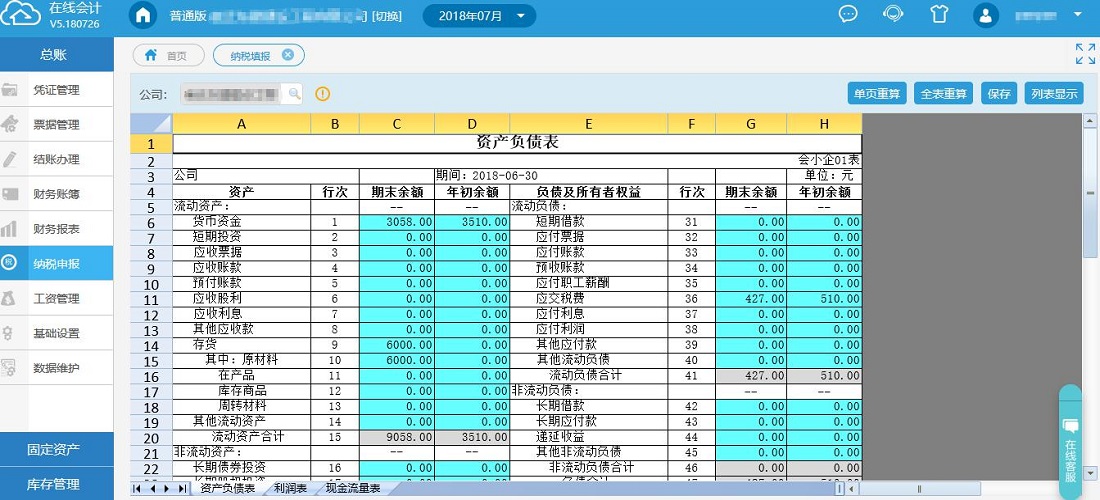 在线会计
V5.180726
普通版
] [切换]
2018年07月
总账
凭证管理
票据管理
结账办理
财务账簿
财务报表
纳税申报
工资管理
基础设置
数据维护
固定资产
库存管理
首页
纳税填报
公司:
单页重算 全表重算 保存 列表显示
A B C D E F G H
1 资产负债表
2 会小企01表
3 公司 期间:2018-06-30 单位:元
4 资产 行次 期末余额 年初余额 负债及所有者权益 行次 期末余额 年初余额
5 流动资产: -- -- 流动负债: -- --
6 货币资金 1 3058.00 3510.00 短期借款 31 0.00 0.00
7 短期投资 2 0.00 0.00 应付票据 32 0.00 0.00
8 应收票据 3 0.00 0.00 应付账款 33 0.00 0.00
9 应收账款 4 0.00 0.00 预收账款 34 0.00 0.00
10 预付账款 5 0.00 0.00 应付职工薪酬 35 0.00 0.00
11 应收股利 6 0.00 0.00 应交税费 36 427.00 510.00
12 应收利息 7 0.00 0.00 应付利息 37 0.00 0.00
13 其他应收款 8 0.00 0.00 应付利润 38 0.00 0.00
14 存货 9 6000.00 0.00 其他应付款 39 0.00 0.00
15 其中:原材料 10 6000.00 0.00 其他流动负债 40 0.00 0.00
16 在产品 11 0.00 0.00 流动负债合计 41 427.00 510.00
17 库存商品 12 0.00 0.00 非流动负债: -- --
18 周转材料 13 0.00 0.00 长期借款 42 0.00 0.00
19 其他流动资产 14 0.00 0.00 长期应付款 43 0.00 0.00
20 流动资产合计 15 9058.00 3510.00 递延收益 44 0.00 0.00
21 非流动资产: -- -- 其他非流动负债 45 0.00 0.00
22 长期债券投资 16 0.00 0.00 非流动负债合计 46 0.00 0.00
资产负债表 利润表 现金流量表
在线客服